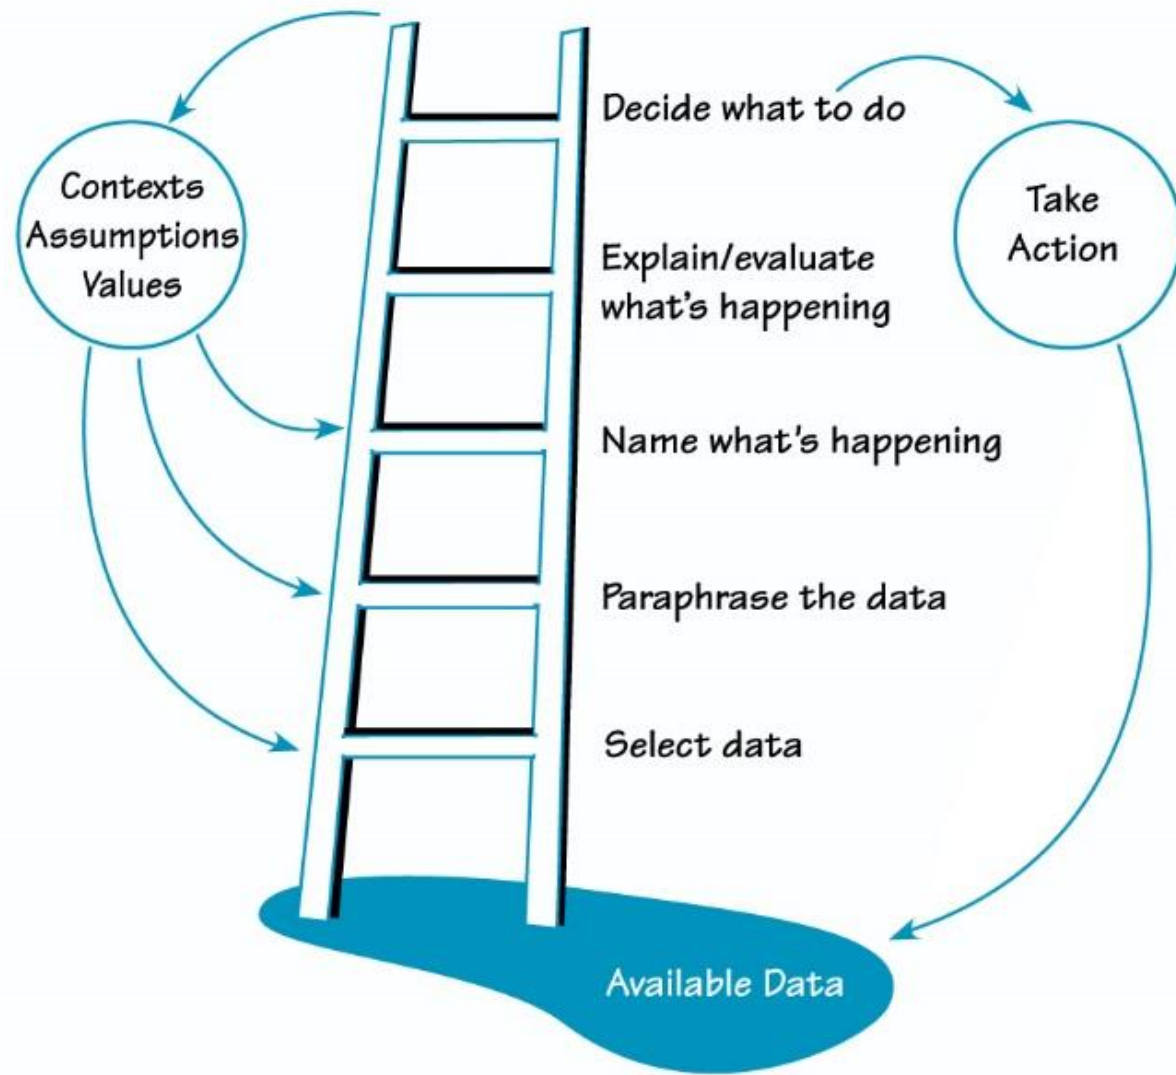 Decide what to do
Contexts
Assumptions
Values
Take
Action
Explain/evaluate
what's happening
Name what's happening
Paraphrase the data
Select data
Available Data